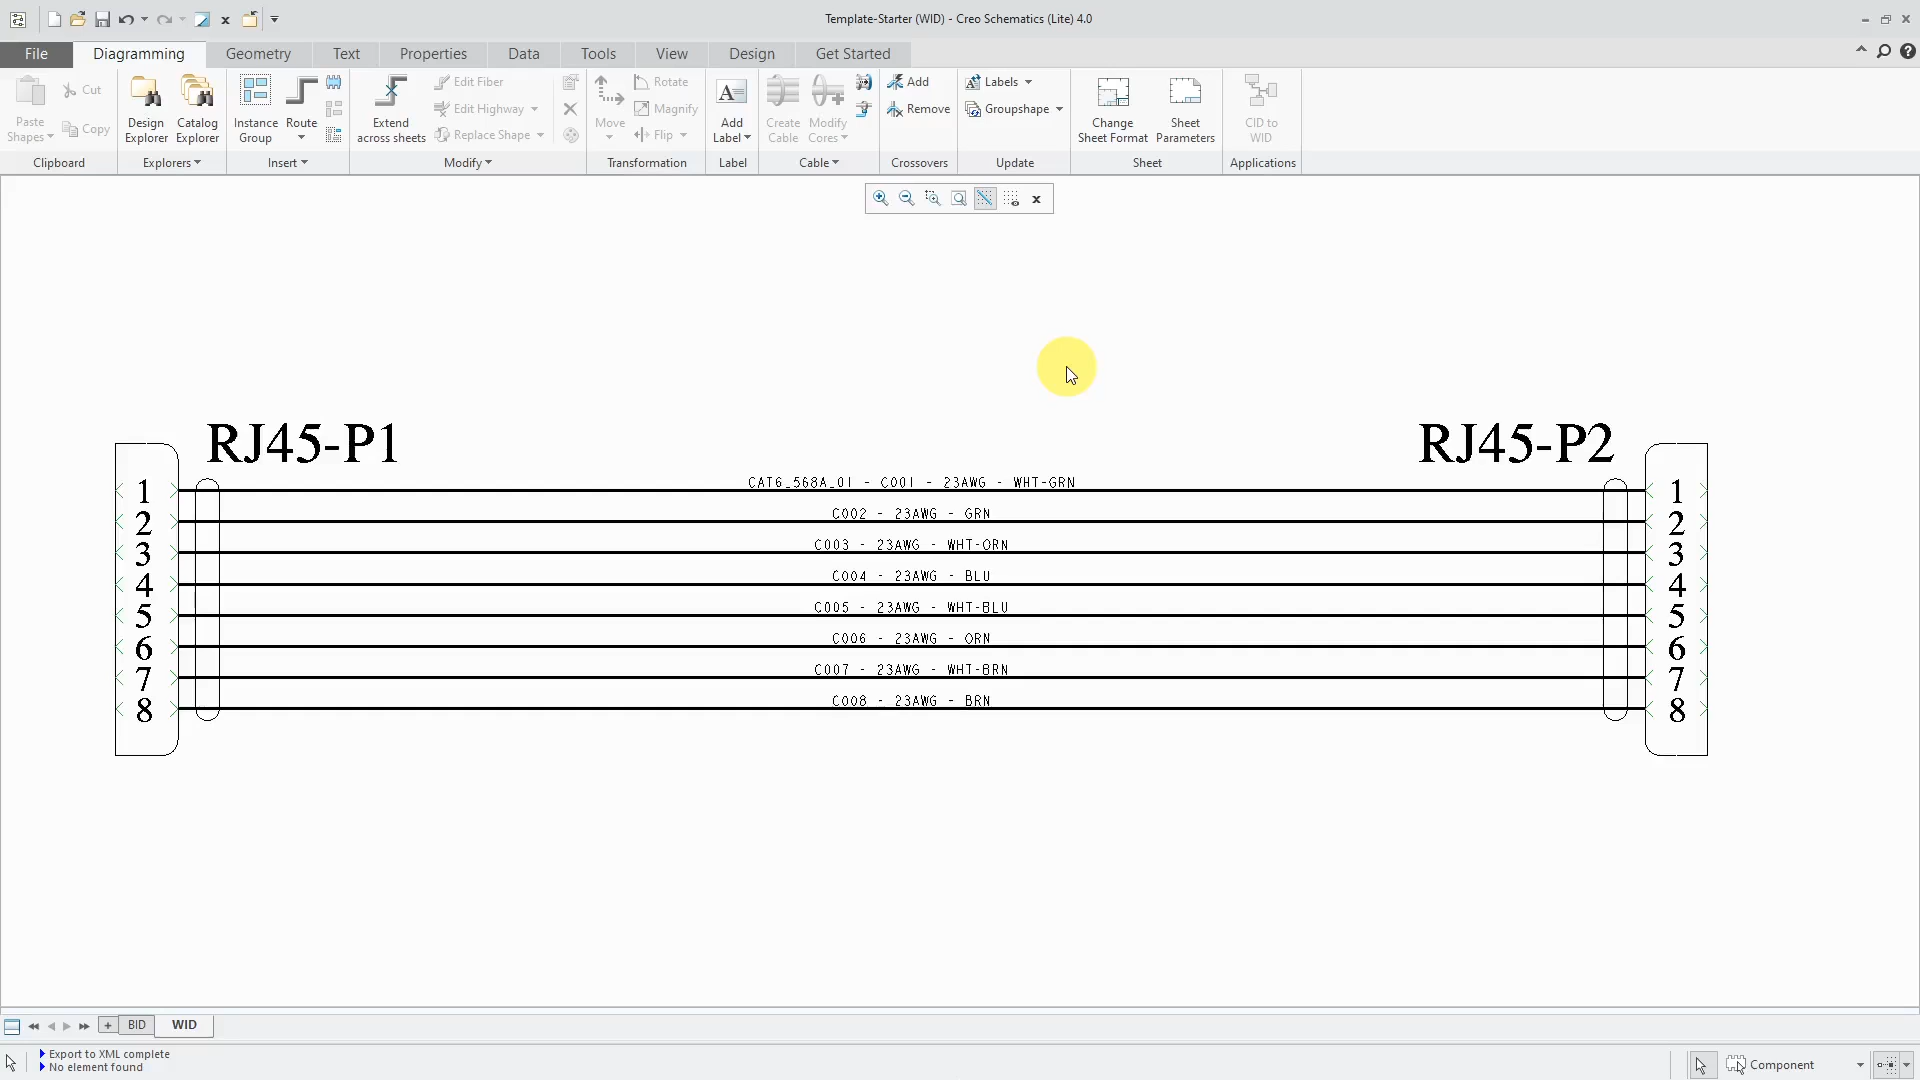 Template-Starter (WID) - Creo Schematics (Lite) 4.0
File Diagramming Geometry Text Properties Data Tools View Design Get Started
Paste Shapes
Cut
Copy
Clipboard
Design Explorer
Catalog Explorer
Explorers
Instance Group
Route
Insert
Extend across sheets
Edit Fiber
Edit Highway
Replace Shape
Modify
Move
Rotate
Magnify
Flip
Transformation
Add Label
Label
Create Cable
Modify Cores
Cable
Add
Remove
Crossovers
Labels
Groupshape
Update
Change Sheet Format
Sheet Parameters
Sheet
CID to WID
Applications
RJ45-P1
RJ45-P2
1 CAT6_568A_01 - C001 - 23AWG - WHT-GRN 1
2 C002 - 23AWG - GRN 2
3 C003 - 23AWG - WHT-ORN 3
4 C004 - 23AWG - BLU 4
5 C005 - 23AWG - WHT-BLU 5
6 C006 - 23AWG - ORN 6
7 C007 - 23AWG - WHT-BRN 7
8 C008 - 23AWG - BRN 8
BID WID
Export to XML complete
No element found
Component